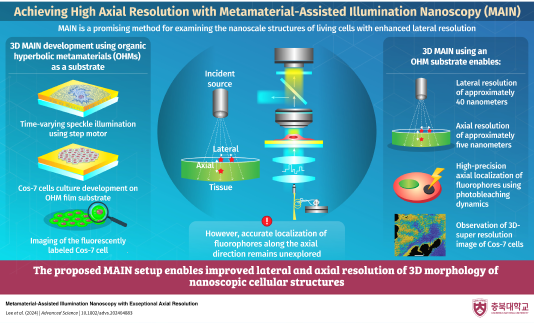 Achieving High Axial Resolution with Metamaterial-Assisted Illumination Nanoscopy (MAIN)
MAIN is a promising method for examining the nanoscale structures of living cells with enhanced lateral resolution
3D MAIN development using organic
hyperbolic metamaterials (OHMs)
as a substrate
Time-varying speckle illumination
using step motor
Cos-7 cells culture development on
OHM film substrate
Imaging of the fluorescently
labeled Cos-7 cell
Incident
source
Lateral
Axial
Tissue
However, accurate localization of
fluorophores along the axial
direction remains unexplored
3D MAIN using an
OHM substrate enables:
Lateral resolution
of approximately
40 nanometers
Axial resolution
of approximately
five nanometers
High-precision
axial localization of
fluorophores using
photobleaching
dynamics
Observation of 3D-
super resolution
image of Cos-7 cells
The proposed MAIN setup enables improved lateral and axial resolution of 3D morphology of
nanoscopic cellular structures
Metamaterial-Assisted Illumination Nanoscopy with Exceptional Axial Resolution
Lee et al. (2024) | Advanced Science | 10.1002/advs.202404883
충북대학교